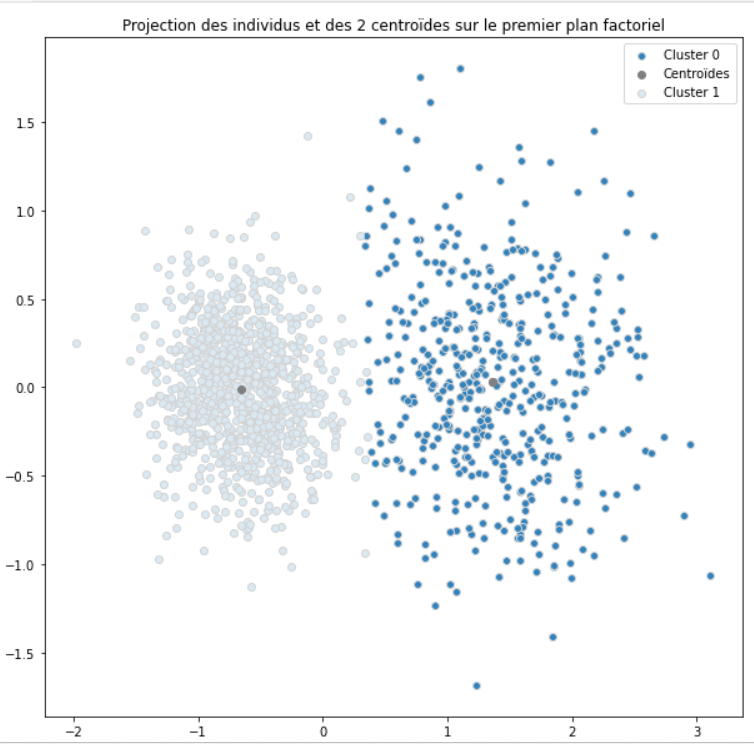 Projection des individus et des 2 centroïdes sur le premier plan factoriel
Cluster 0
Centroïdes
Cluster 1
1.5
1.0
0.5
0.0
−0.5
−1.0
−1.5
−2 −1 0 1 2 3